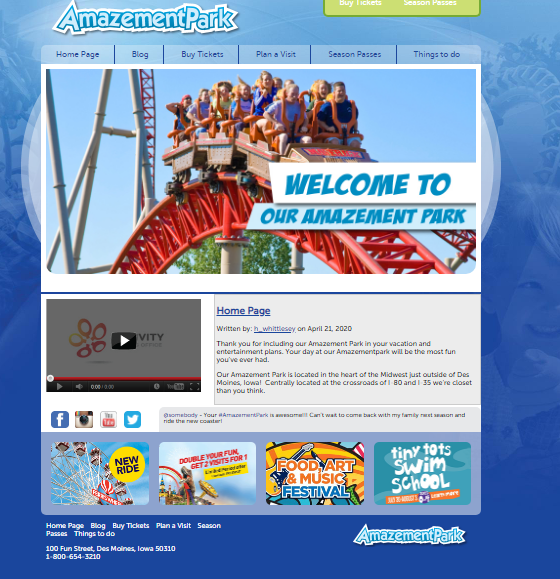 AmazementPark
Buy Tickets Season Passes
Home Page Blog Buy Tickets Plan a Visit Season Passes Things to do
WELCOME TO
OUR AMAZEMENT PARK
Home Page
Written by: h_whittlesey on April 21, 2020
Thank you for including our Amazement Park in your vacation and
entertainment plans. Your day at our Amazementpark will be the most fun
you've ever had.
Our Amazement Park is located in the heart of the Midwest just outside of Des
Moines, Iowa! Centrally located at the crossroads of I-80 and I-35 we're closet
than you think.
0:00 / 0:00
YouTube
@somebody - Your #AmazementPark is awesome!!! Can't wait to come back with my family next season and
ride the new coaster!
NEW
RIDE
DOUBLE YOUR FUN,
GET 2 VISITS FOR 1
FOOD, ART
& MUSIC
FESTIVAL
tiny tots
swim
school
Home Page Blog Buy Tickets Plan a Visit Season
Passes Things to do
100 Fun Street, Des Moines, Iowa 50310
1-800-654-3210
AmazementPark